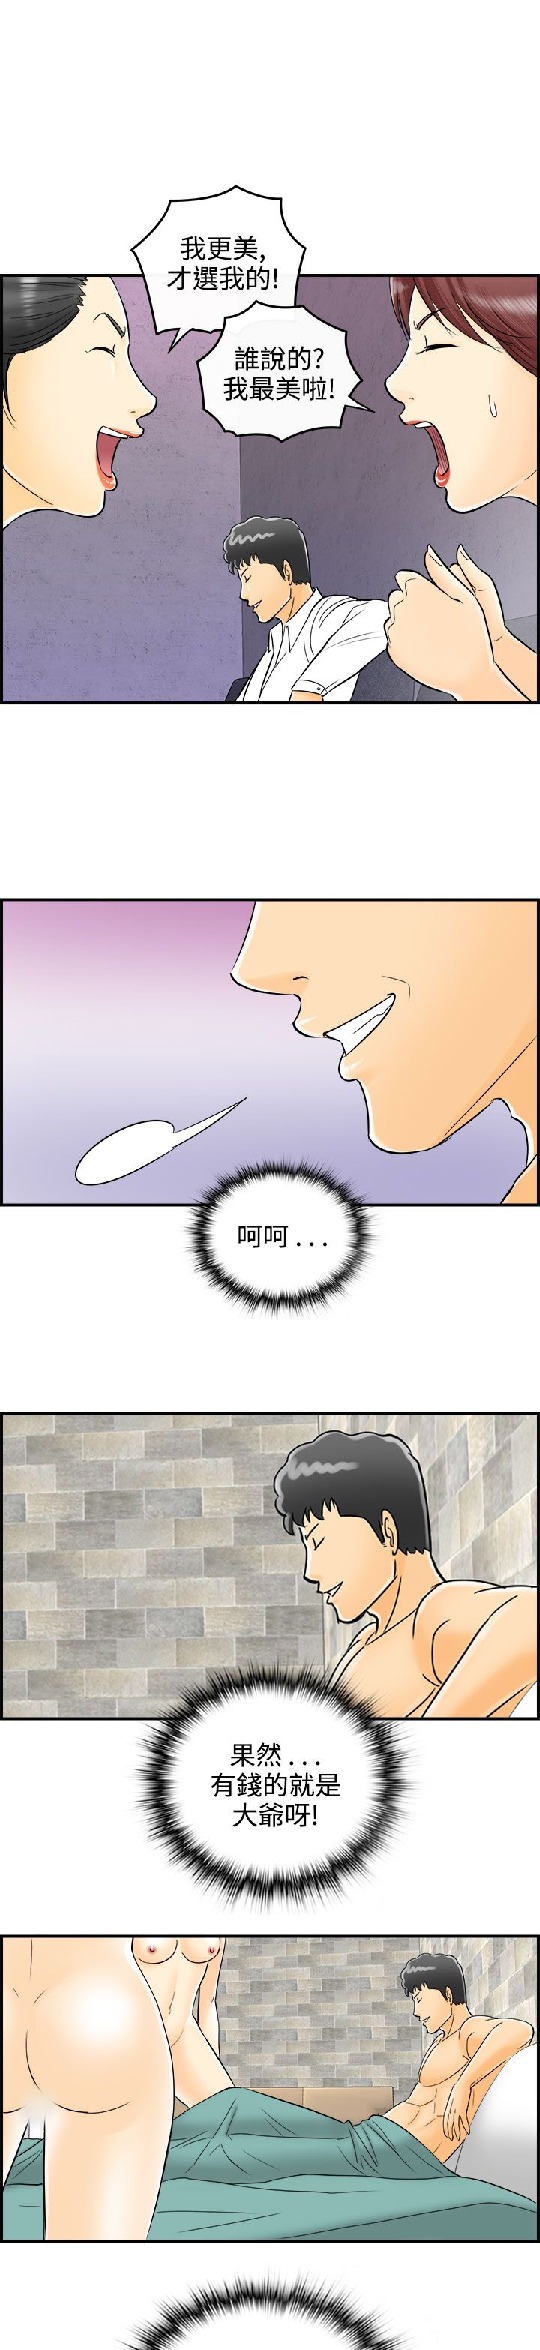 我更美,
才選我的!
誰說的?
我最美啦!
呵呵 . . .
果然 . . .
有錢的就是
大爺呀!